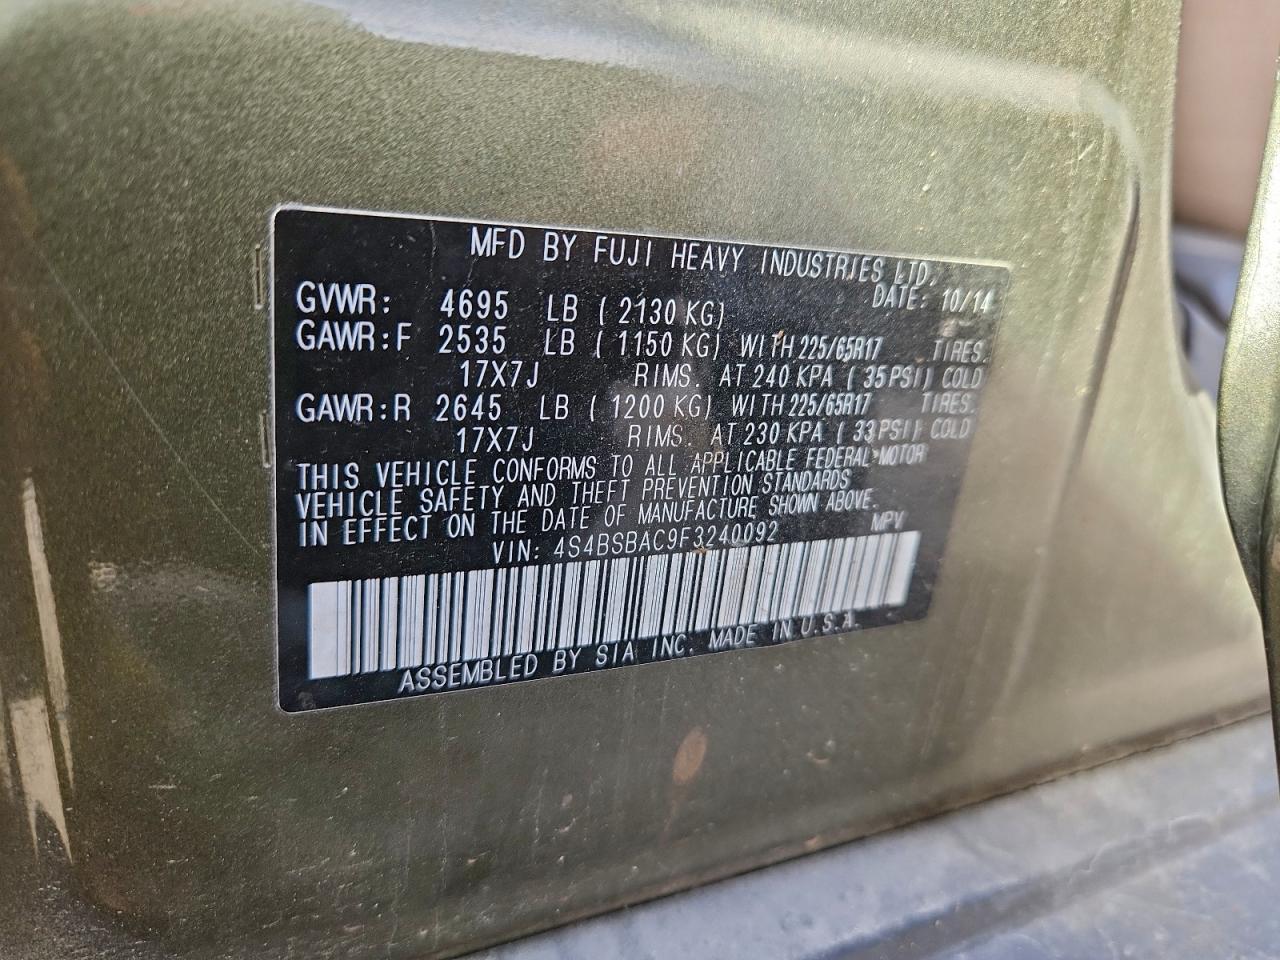 MFD BY FUJI HEAVY INDUSTRIES LTD.
DATE: 10/14
GVWR: 4695 LB ( 2130 KG)
GAWR:F 2535 LB ( 1150 KG) WITH 225/65R17 TIRES.
17X7J RIMS. AT 240 KPA ( 35 PSI) COLD
GAWR:R 2645 LB ( 1200 KG) WITH 225/65R17 TIRES.
17X7J RIMS. AT 230 KPA ( 33 PSI) COLD
THIS VEHICLE CONFORMS TO ALL APPLICABLE FEDERAL MOTOR
VEHICLE SAFETY AND THEFT PREVENTION STANDARDS
IN EFFECT ON THE DATE OF MANUFACTURE SHOWN ABOVE.
MPV
VIN: 4S4BSBAC9F3240092
ASSEMBLED BY SIA INC. MADE IN U.S.A.